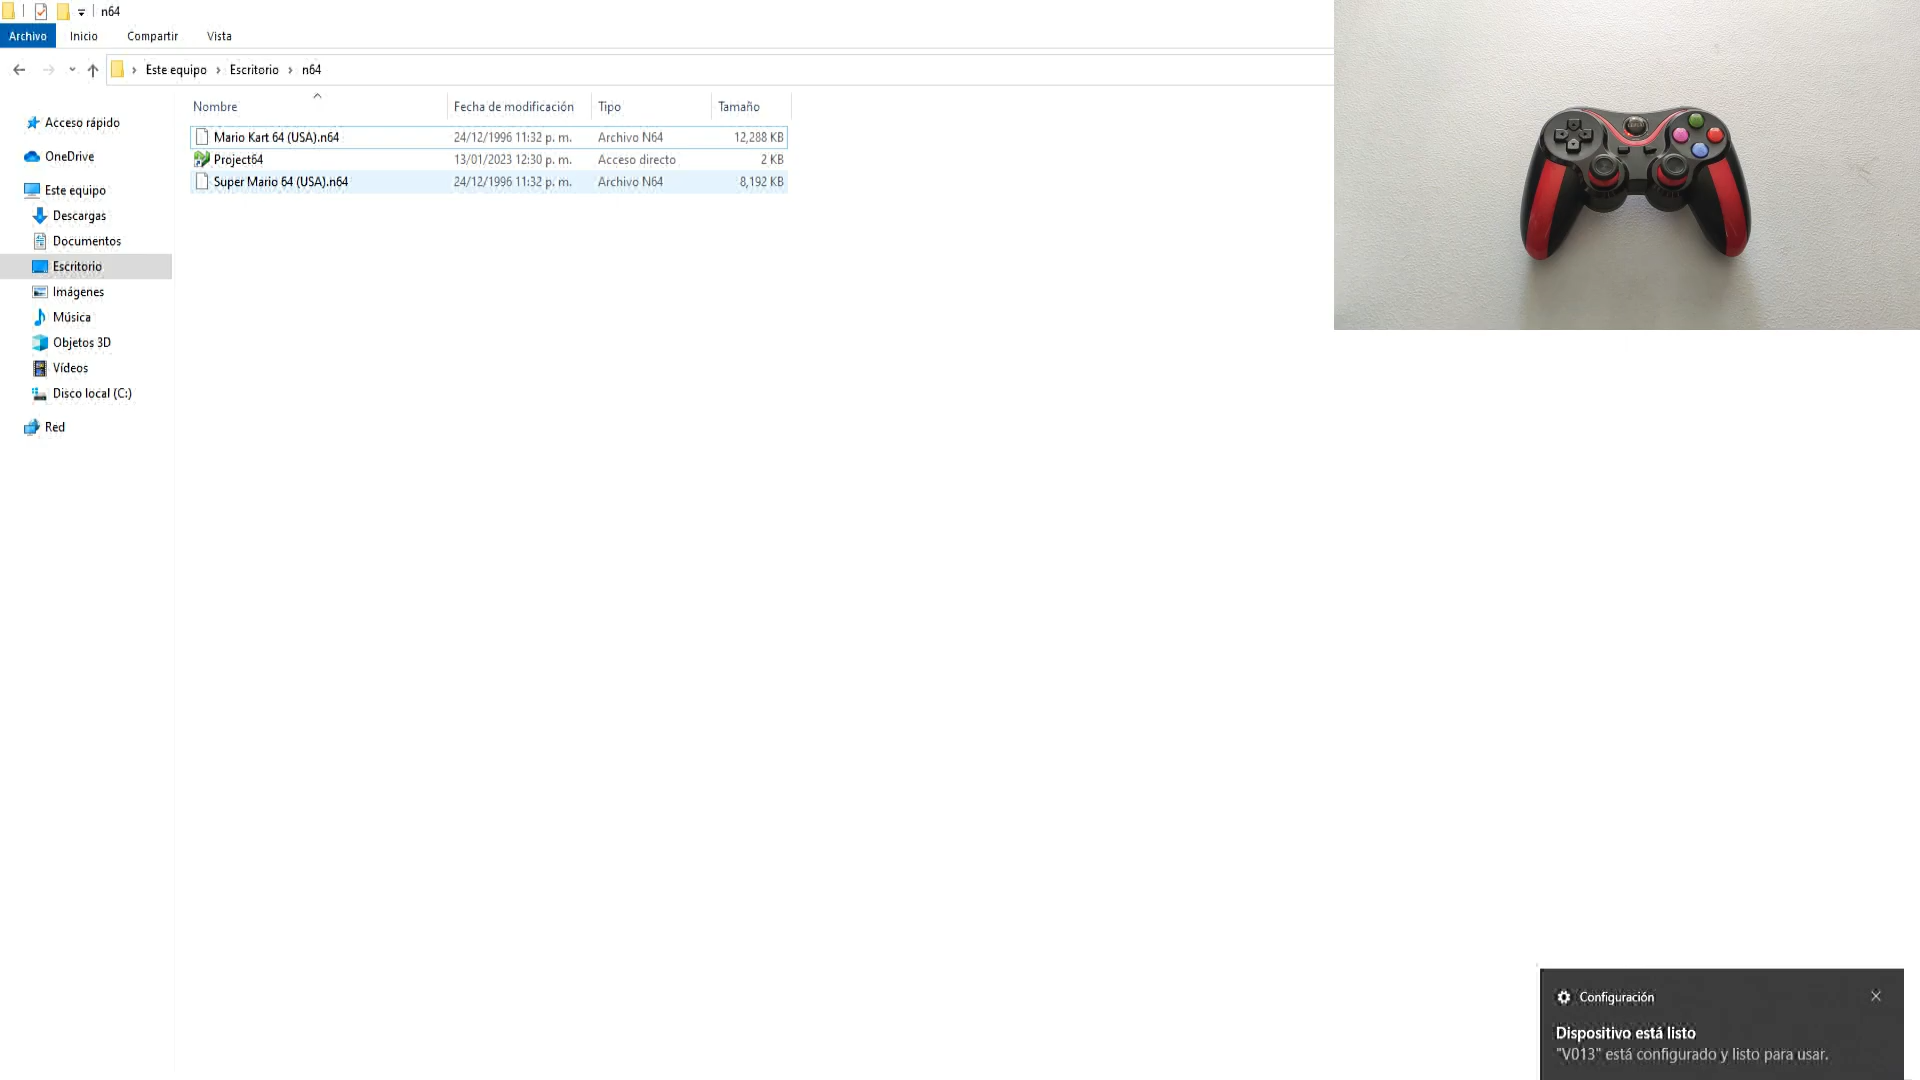 n64
Archivo Inicio Compartir Vista
Este equipo › Escritorio › n64
Nombre Fecha de modificación Tipo Tamaño
Mario Kart 64 (USA).n64 24/12/1996 11:32 p. m. Archivo N64 12,288 KB
Project64 13/01/2023 12:30 p. m. Acceso directo 2 KB
Super Mario 64 (USA).n64 24/12/1996 11:32 p. m. Archivo N64 8,192 KB
Acceso rápido
OneDrive
Este equipo
Descargas
Documentos
Escritorio
Imágenes
Música
Objetos 3D
Vídeos
Disco local (C:)
Red
Configuración
Dispositivo está listo
"V013" está configurado y listo para usar.